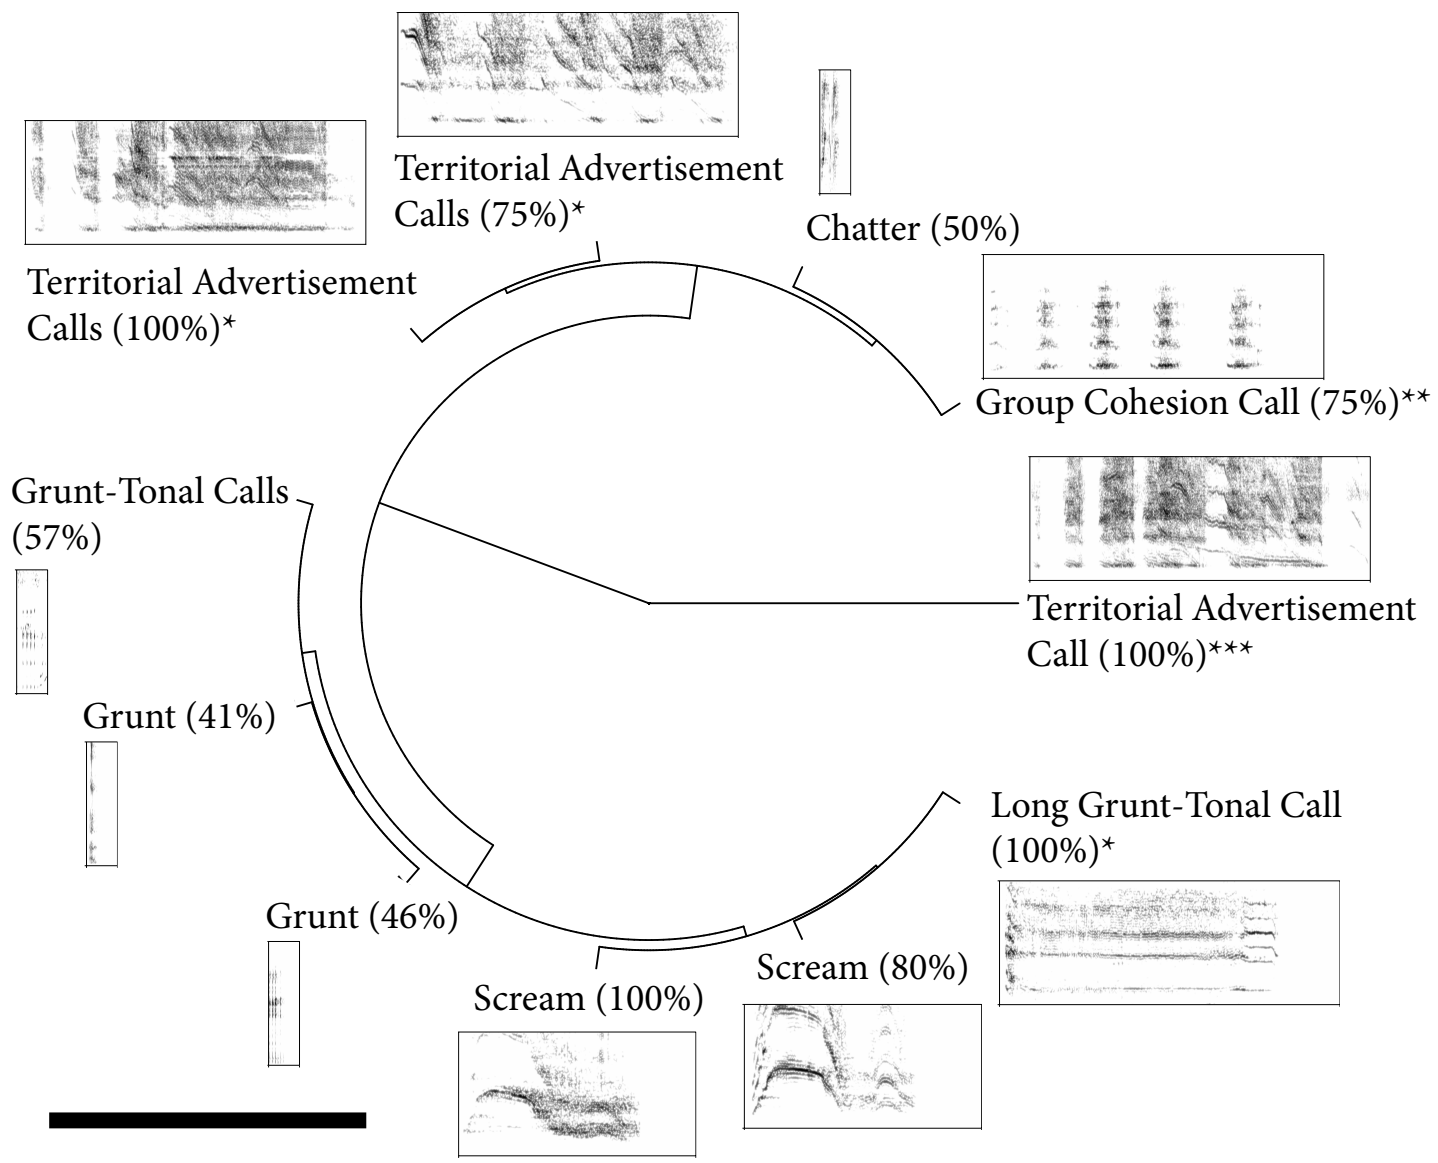 Territorial Advertisement
Calls (75%)*
Chatter (50%)
Territorial Advertisement
Calls (100%)*
Group Cohesion Call (75%)**
Grunt-Tonal Calls
(57%)
Territorial Advertisement
Call (100%)***
Grunt (41%)
Long Grunt-Tonal Call
(100%)*
Grunt (46%)
Scream (80%)
Scream (100%)